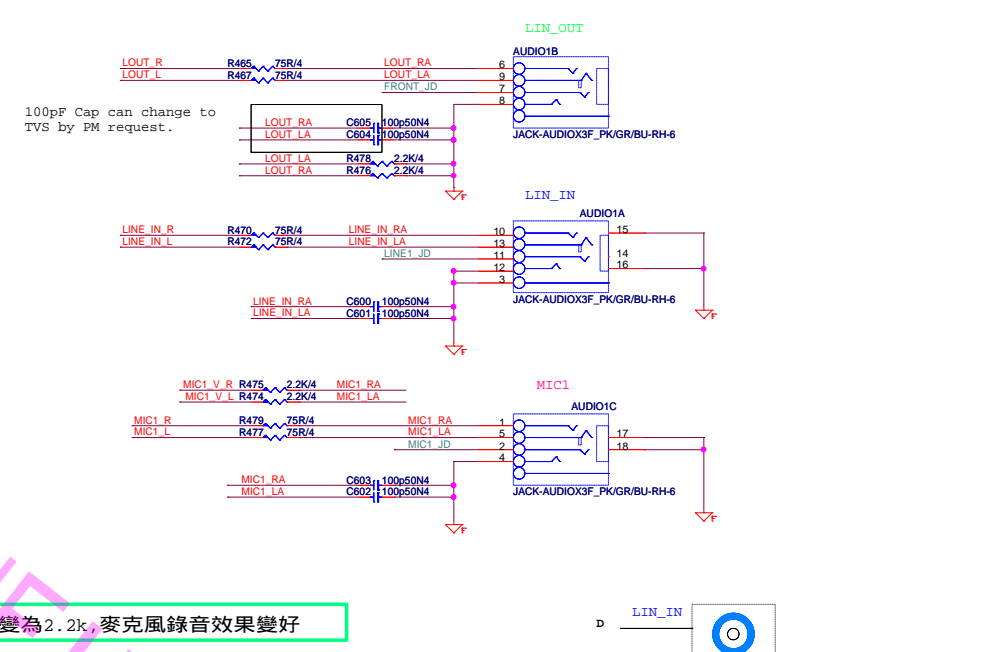 LIN_OUT
AUDIO1B
LOUT_R R465 75R/4 LOUT_RA 6
LOUT_L R467 75R/4 LOUT_LA 9
FRONT_JD 7
8
100pF Cap can change to
TVS by PM request.
LOUT_RA C605 100p50N4
LOUT_LA C604 100p50N4
JACK-AUDIOX3F_PK/GR/BU-RH-6
LOUT_LA R478 2.2K/4
LOUT_RA R476 2.2K/4
F
LIN_IN
AUDIO1A
LINE_IN_R R470 75R/4 LINE_IN_RA 10 15
LINE_IN_L R472 75R/4 LINE_IN_LA 13
LINE1_JD 11 14
12 16
3
LINE_IN_RA C600 100p50N4
LINE_IN_LA C601 100p50N4
JACK-AUDIOX3F_PK/GR/BU-RH-6
F
F
MIC1_V_R R475 2.2K/4 MIC1_RA
MIC1_V_L R474 2.2K/4 MIC1_LA
MIC1
AUDIO1C
MIC1_R R479 75R/4 MIC1_RA 1
MIC1_L R477 75R/4 MIC1_LA 5 17
MIC1_JD 2 18
4
MIC1_RA C603 100p50N4
MIC1_LA C602 100p50N4
JACK-AUDIOX3F_PK/GR/BU-RH-6
F
F
變為2.2k,麥克風錄音效果變好
LIN_IN
D